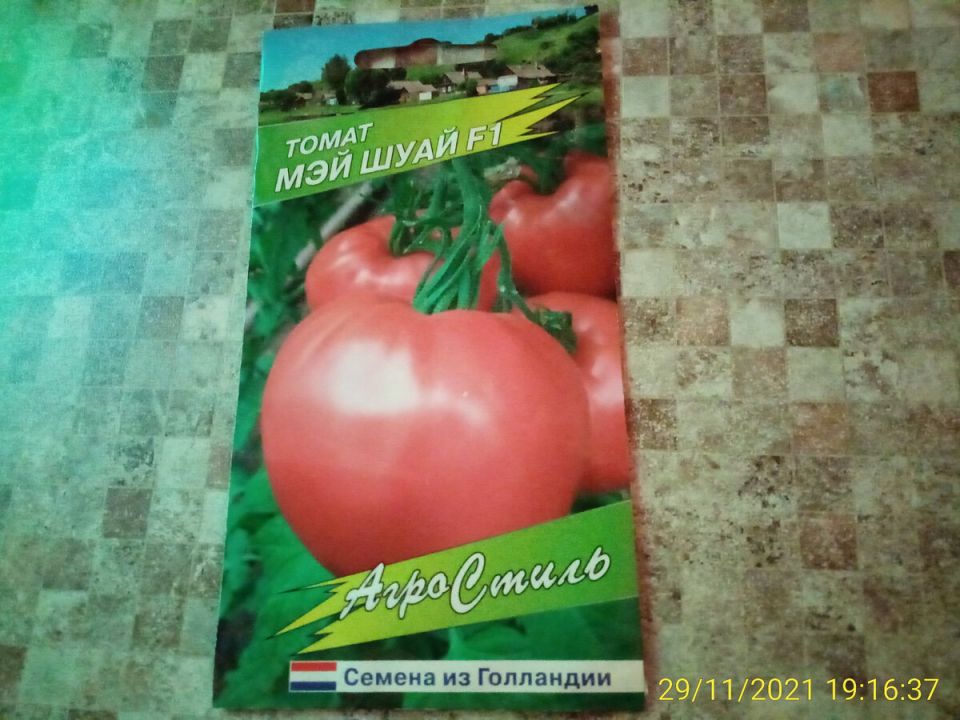 ТОМАТ
МЭЙ ШУАЙ F1
АгроСтиль
Семена из Голландии
29/11/2021 19:16:37